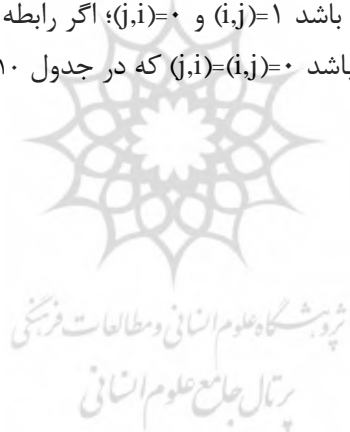 باشد ۱=(i,j) و ۰=(j,i)؛ اگر رابطه
باشد ۰=(i,j)=(j,i) که در جدول ۱۰
پژوهشگاه علوم انسانی و مطالعات فرهنگی
پرتال جامع علوم انسانی